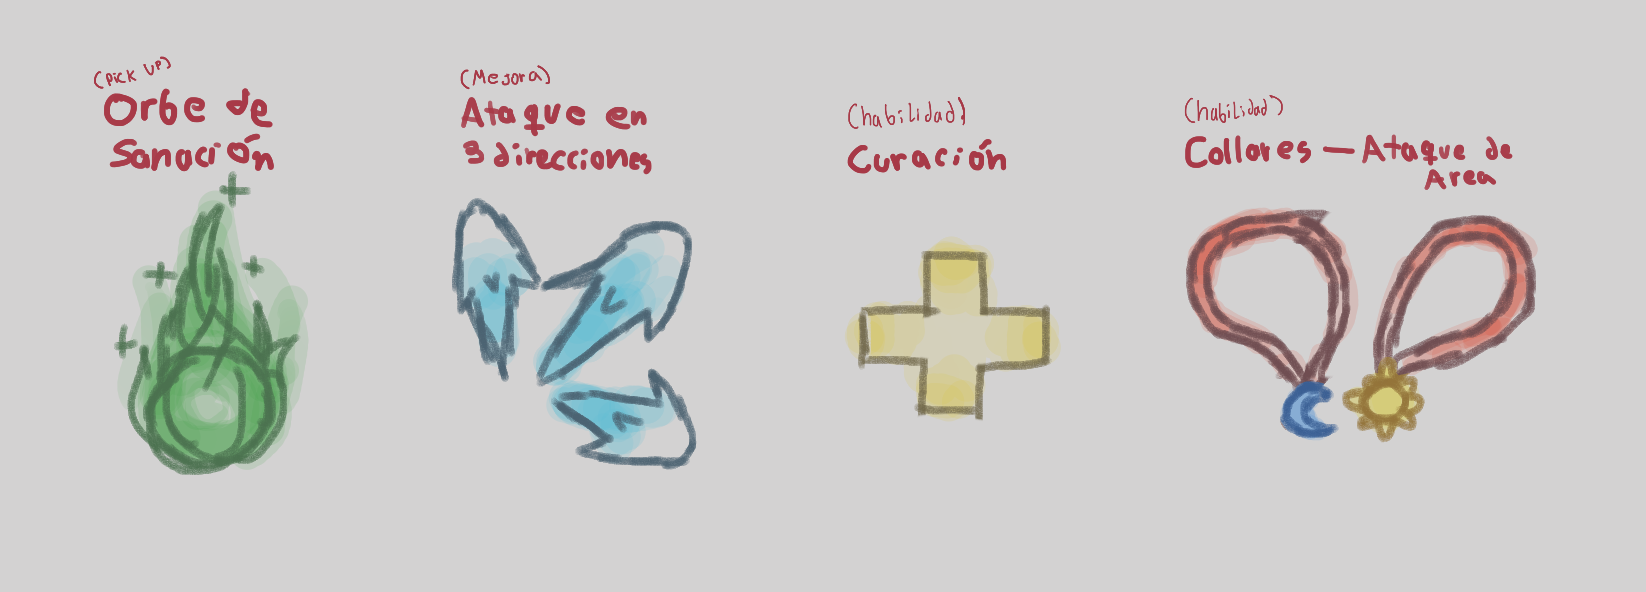 (Pick UP)
Orbe de
Sanación
(Mejora)
Ataque en
3 direcciones
(habilidad)
Curación
(habilidad)
Collares — Ataque de
Area